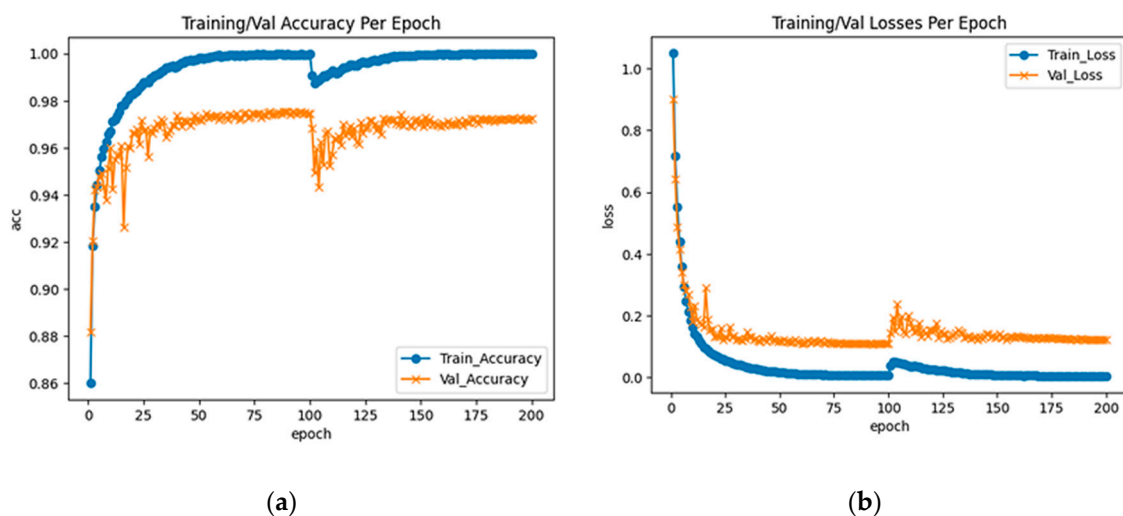 Training/Val Accuracy Per Epoch
1.00
0.98
0.96
0.94
0.92
0.90
0.88
0.86
acc
0 25 50 75 100 125 150 175 200
epoch
Train_Accuracy
Val_Accuracy
(a)
Training/Val Losses Per Epoch
1.0
0.8
0.6
0.4
0.2
0.0
loss
0 25 50 75 100 125 150 175 200
epoch
Train_Loss
Val_Loss
(b)